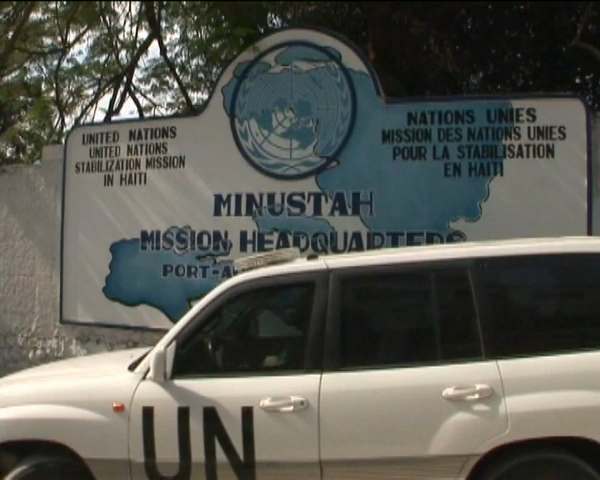 UNITED NATIONS
UNITED NATIONS
STABILIZATION MISSION
IN HAITI
NATIONS UNIES
MISSION DES NATIONS UNIES
POUR LA STABILISATION
EN HAITI
MINUSTAH
MISSION HEADQUARTERS
UN